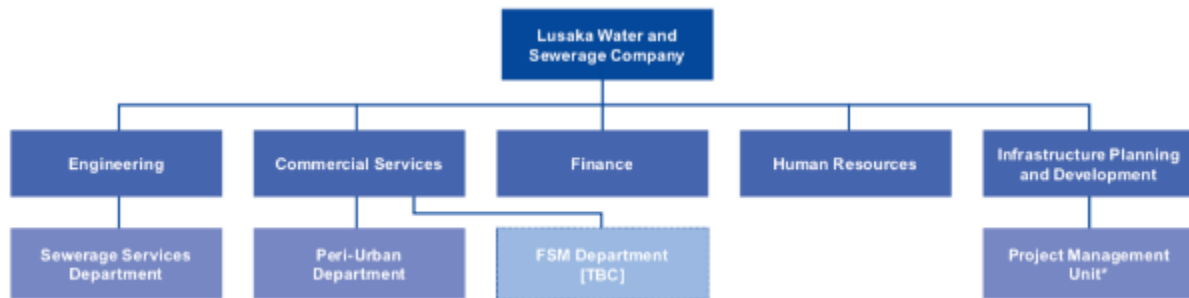 Lusaka Water and
Sewerage Company
Engineering
Commercial Services
Finance
Human Resources
Infrastructure Planning
and Development
Sewerage Services
Department
Peri-Urban
Department
FSM Department
[TBC]
Project Management
Unit*